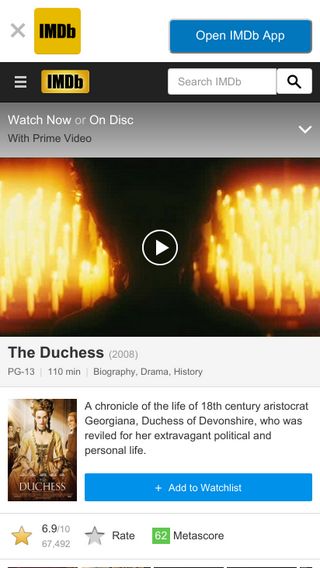 IMDb
Open IMDb App
IMDb
Search IMDb
Watch Now or On Disc
With Prime Video
The Duchess (2008)
PG-13 | 110 min | Biography, Drama, History
A chronicle of the life of 18th century aristocrat
Georgiana, Duchess of Devonshire, who was
reviled for her extravagant political and
personal life.
THE
DUCHESS
+ Add to Watchlist
6.9/10
67,492
Rate
62 Metascore